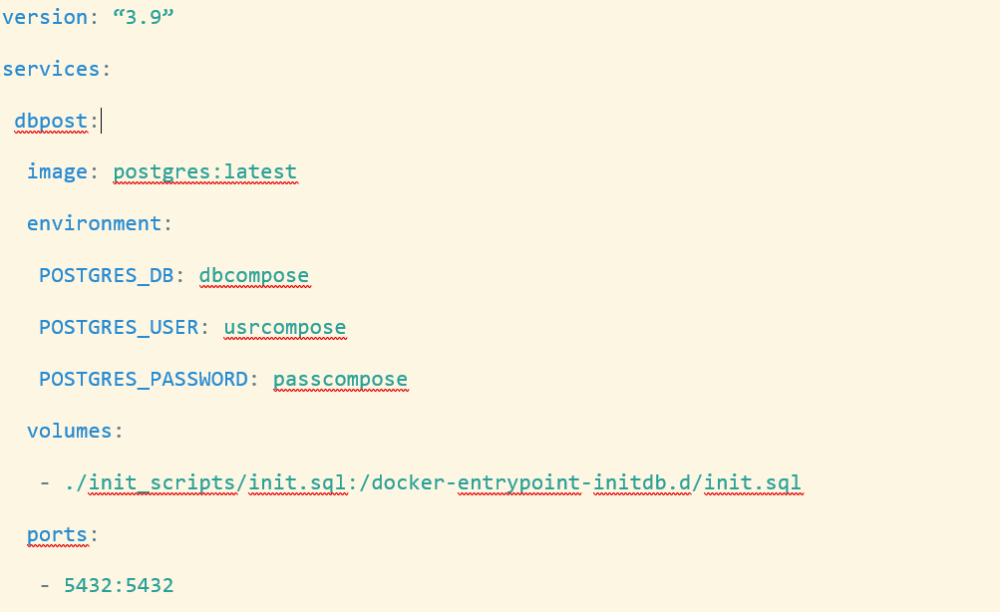 version: “3.9”
services:
 dbpost:
  image: postgres:latest
  environment:
   POSTGRES_DB: dbcompose
   POSTGRES_USER: usrcompose
   POSTGRES_PASSWORD: passcompose
  volumes:
   - ./init_scripts/init.sql:/docker-entrypoint-initdb.d/init.sql
  ports:
   - 5432:5432